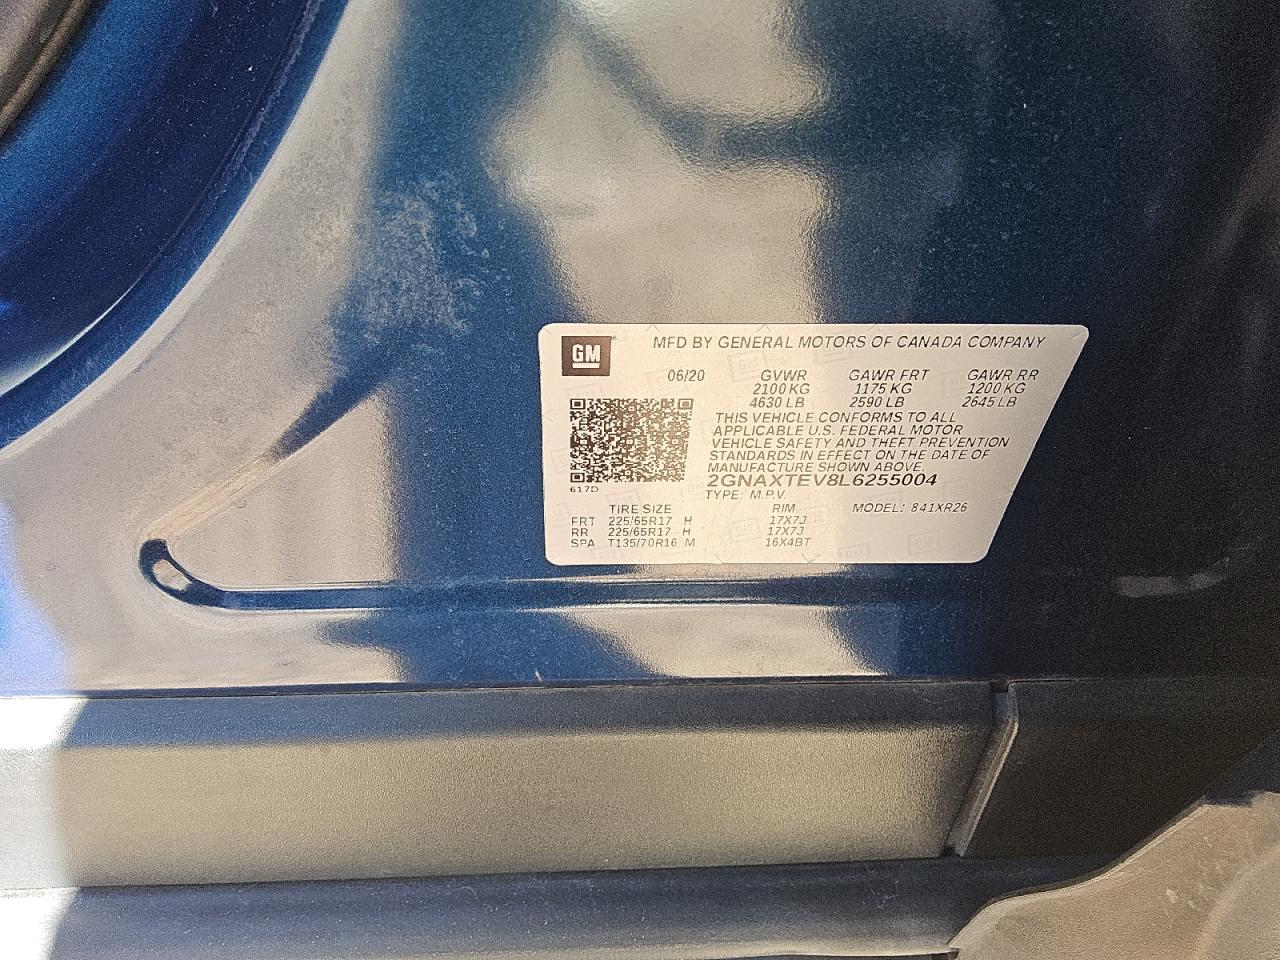 GM
MFD BY GENERAL MOTORS OF CANADA COMPANY
06/20 GVWR GAWR FRT GAWR RR
2100 KG 1175 KG 1200 KG
4630 LB 2590 LB 2645 LB
THIS VEHICLE CONFORMS TO ALL
APPLICABLE U.S. FEDERAL MOTOR
VEHICLE SAFETY AND THEFT PREVENTION
STANDARDS IN EFFECT ON THE DATE OF
MANUFACTURE SHOWN ABOVE.
2GNAXTEV8L6255004
617D
TYPE: M.P.V.
TIRE SIZE RIM MODEL: 841XR26
FRT 225/65R17 H 17X7J
RR 225/65R17 H 17X7J
SPA T135/70R16 M 16X4BT